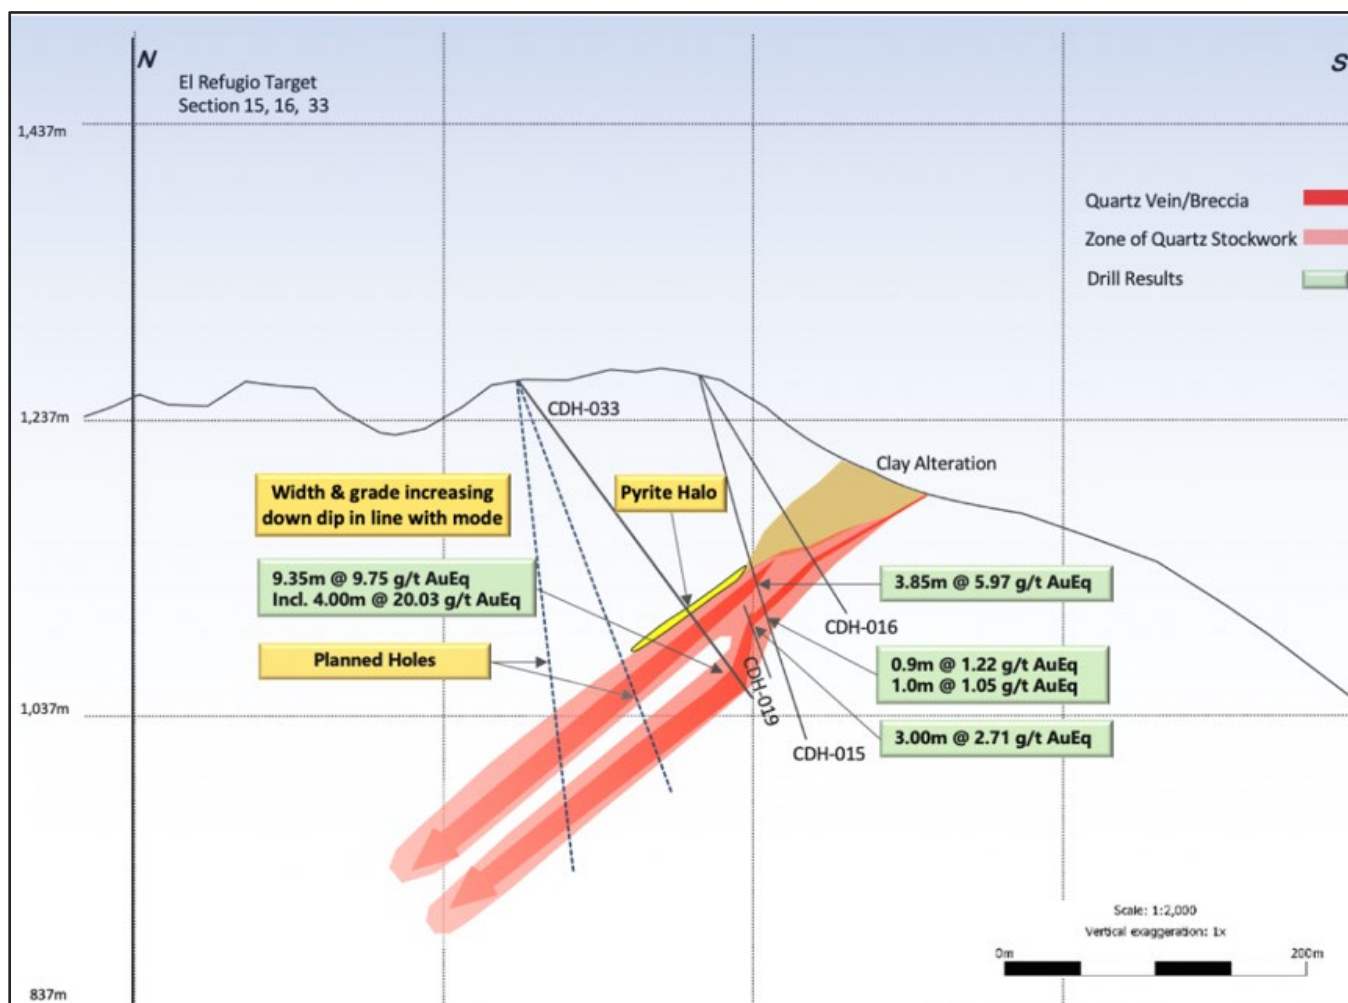 N
S
El Refugio Target
Section 15, 16, 33
1,437m
Quartz Vein/Breccia
Zone of Quartz Stockwork
Drill Results
1,237m
CDH-033
Clay Alteration
Width & grade increasing
down dip in line with mode
Pyrite Halo
9.35m @ 9.75 g/t AuEq
Incl. 4.00m @ 20.03 g/t AuEq
3.85m @ 5.97 g/t AuEq
CDH-016
Planned Holes
0.9m @ 1.22 g/t AuEq
1.0m @ 1.05 g/t AuEq
CDH-019
1,037m
3.00m @ 2.71 g/t AuEq
CDH-015
Scale: 1:2,000
Vertical exaggeration: 1x
0m
200m
837m